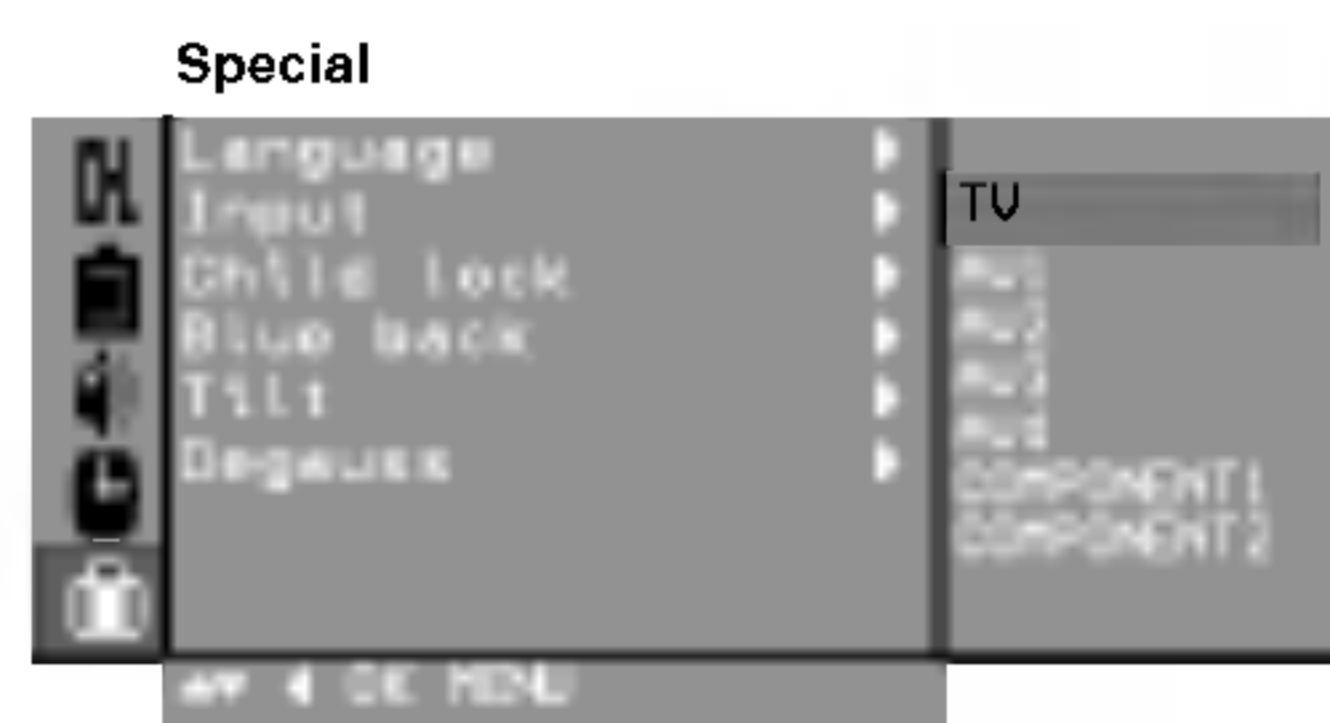 Special
Language
Input
Child lock
Blue back
Tilt
Degauss
TV
AV1
AV2
AV3
AV4
COMPONENT1
COMPONENT2
OK MENU